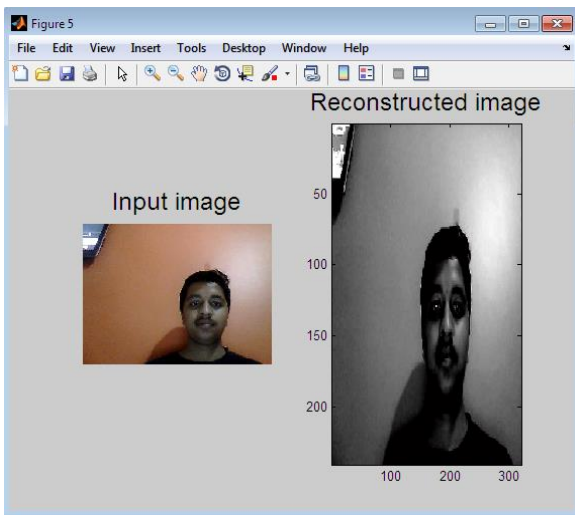 Figure 5
File Edit View Insert Tools Desktop Window Help
Reconstructed image
Input image
50
100
150
200
100 200 300